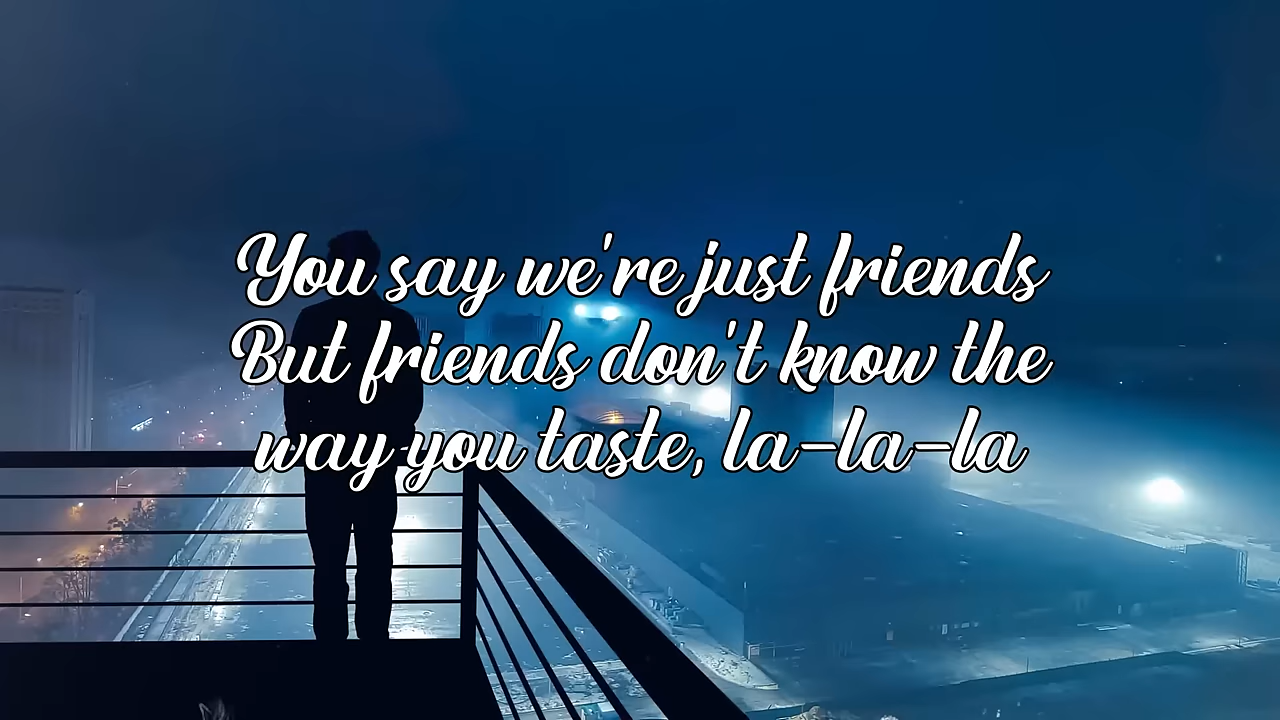 You say we're just friends
But friends don't know the
way you taste, la-la-la